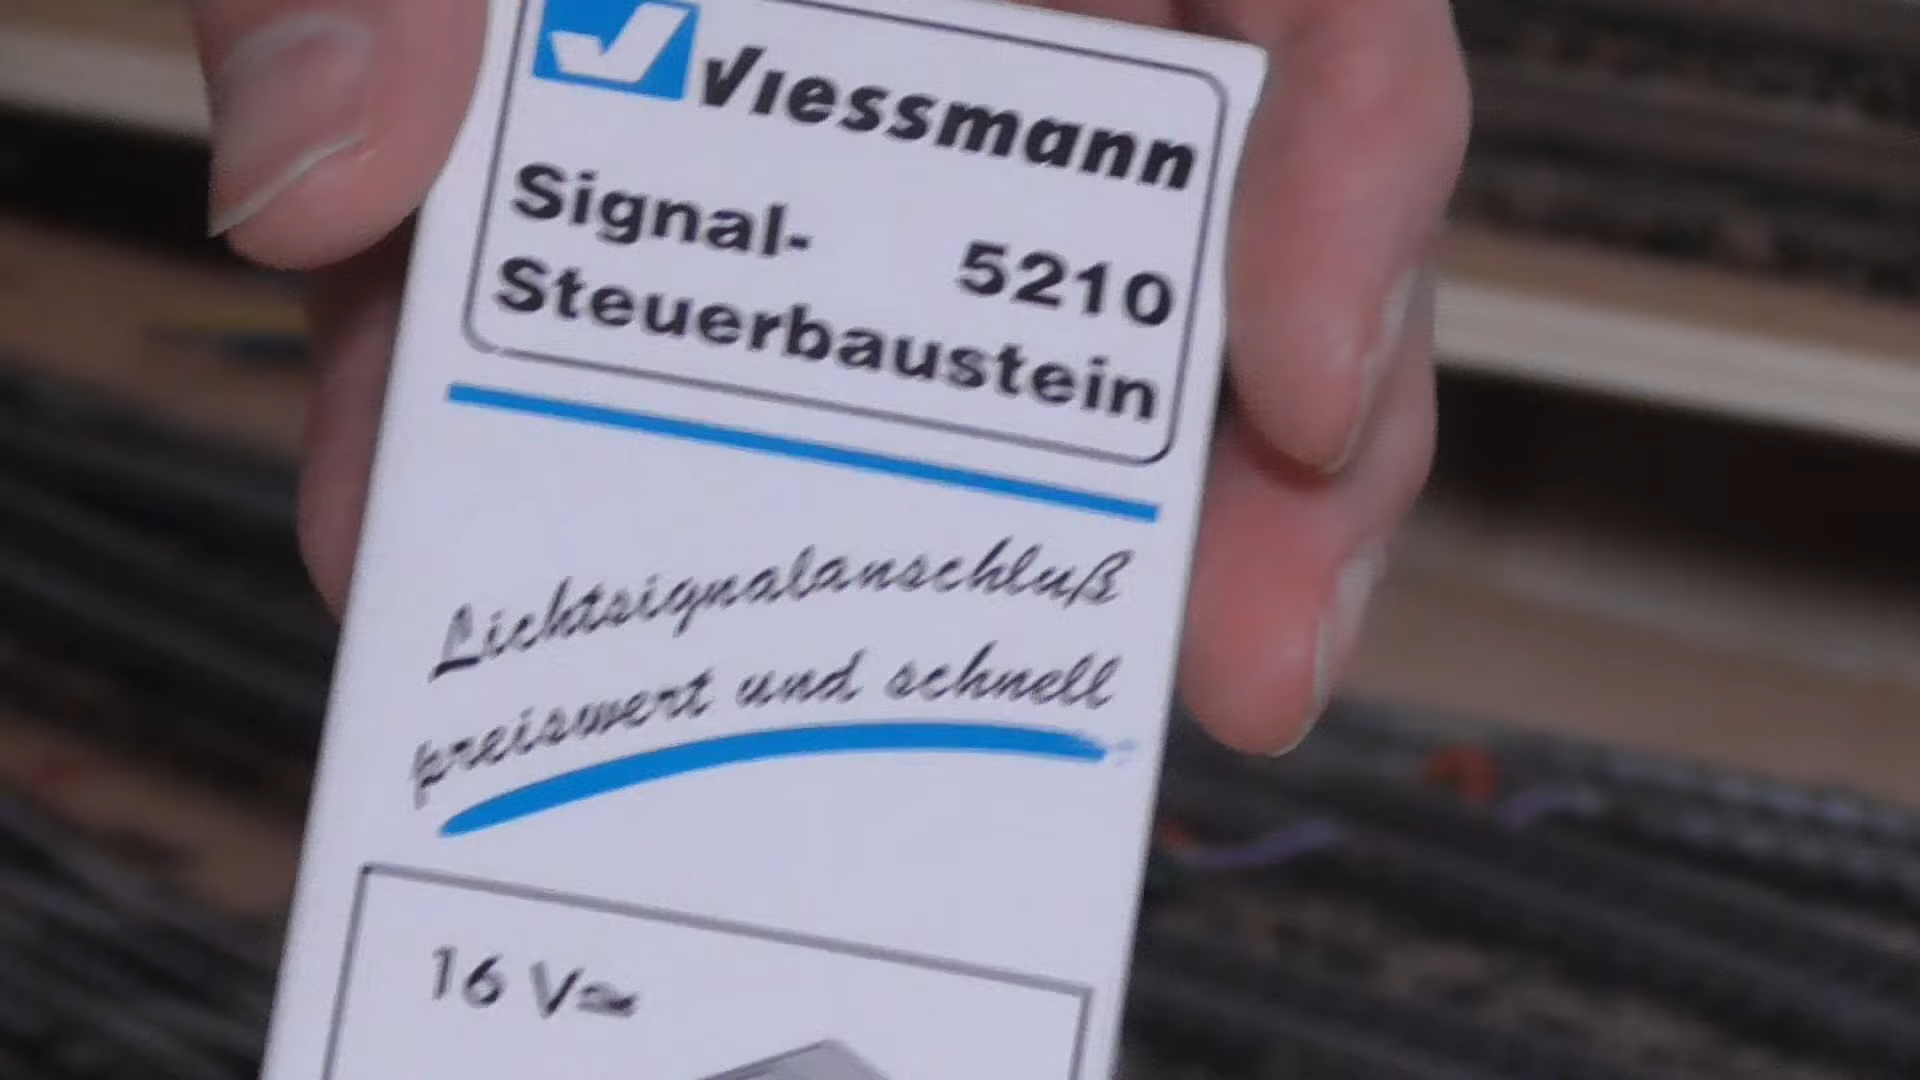 Viessmann
Signal-
5210
Steuerbaustein
Lichtsignalanschluß
preiswert und schnell
16 V≂